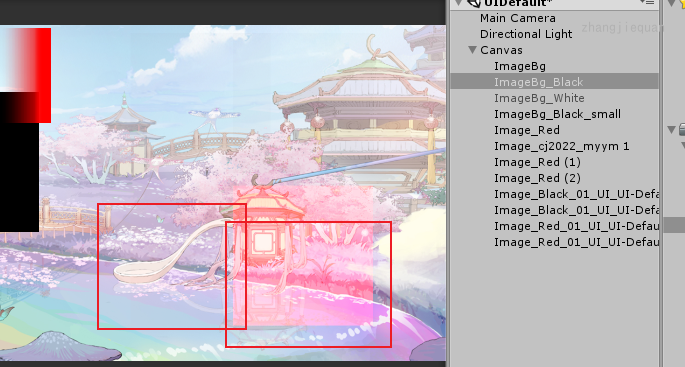 UIDefault*
Main Camera
zhangjiequan
Directional Light
Canvas
ImageBg
ImageBg_Black
ImageBg_White
ImageBg_Black_small
Image_Red
Image_cj2022_myym 1
Image_Red (1)
Image_Red (2)
Image_Black_01_UI_UI-Defa
Image_Black_01_UI_UI-Defa
Image_Red_01_UI_UI-Defau
Image_Red_01_UI_UI-Defau